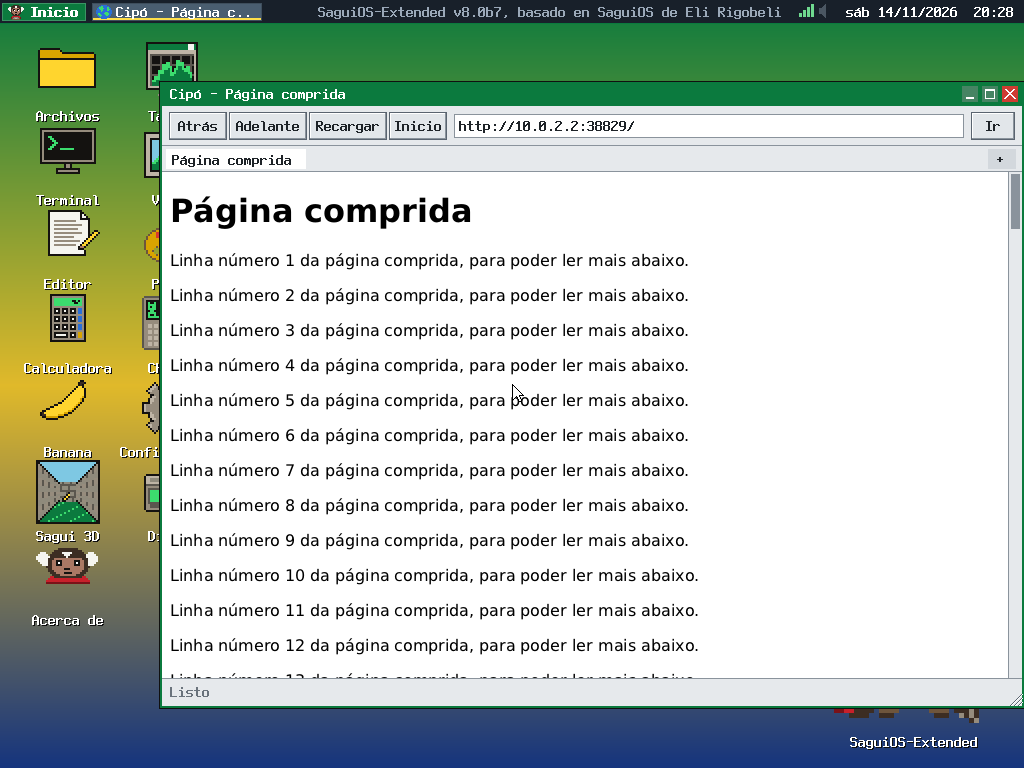 Inicio
Cipó - Página c..
SaguiOS-Extended v8.0b7, basado en SaguiOS de Eli Rigobeli
sáb 14/11/2026 20:28
Archivos
Terminal
Editor
Calculadora
Banana
Sagui 3D
Acerca de
Cipó - Página comprida
Atrás Adelante Recargar Inicio http://10.0.2.2:38829/ Ir
Página comprida +
Página comprida
Linha número 1 da página comprida, para poder ler mais abaixo.
Linha número 2 da página comprida, para poder ler mais abaixo.
Linha número 3 da página comprida, para poder ler mais abaixo.
Linha número 4 da página comprida, para poder ler mais abaixo.
Linha número 5 da página comprida, para poder ler mais abaixo.
Linha número 6 da página comprida, para poder ler mais abaixo.
Linha número 7 da página comprida, para poder ler mais abaixo.
Linha número 8 da página comprida, para poder ler mais abaixo.
Linha número 9 da página comprida, para poder ler mais abaixo.
Linha número 10 da página comprida, para poder ler mais abaixo.
Linha número 11 da página comprida, para poder ler mais abaixo.
Linha número 12 da página comprida, para poder ler mais abaixo.
Listo
SaguiOS-Extended